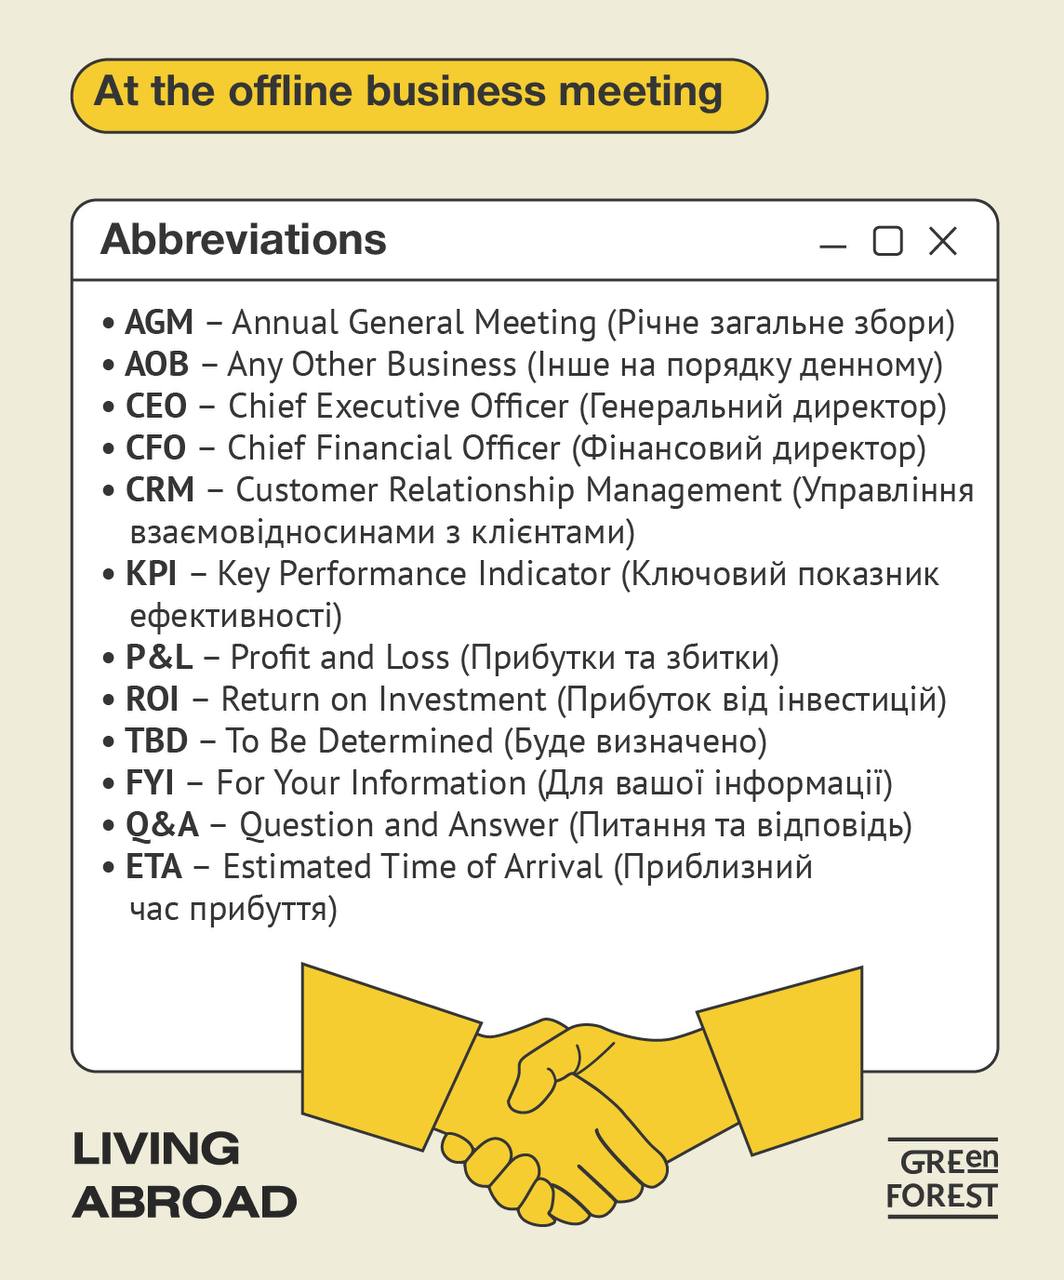 At the offline business meeting
Abbreviations
• AGM – Annual General Meeting (Річне загальне збори)
• AOB – Any Other Business (Інше на порядку денному)
• CEO – Chief Executive Officer (Генеральний директор)
• CFO – Chief Financial Officer (Фінансовий директор)
• CRM – Customer Relationship Management (Управління
взаємовідносинами з клієнтами)
• KPI – Key Performance Indicator (Ключовий показник
ефективності)
• P&L – Profit and Loss (Прибутки та збитки)
• ROI – Return on Investment (Прибуток від інвестицій)
• TBD – To Be Determined (Буде визначено)
• FYI – For Your Information (Для вашої інформації)
• Q&A – Question and Answer (Питання та відповідь)
• ETA – Estimated Time of Arrival (Приблизний
час прибуття)
LIVING
ABROAD
GREen
FOREST